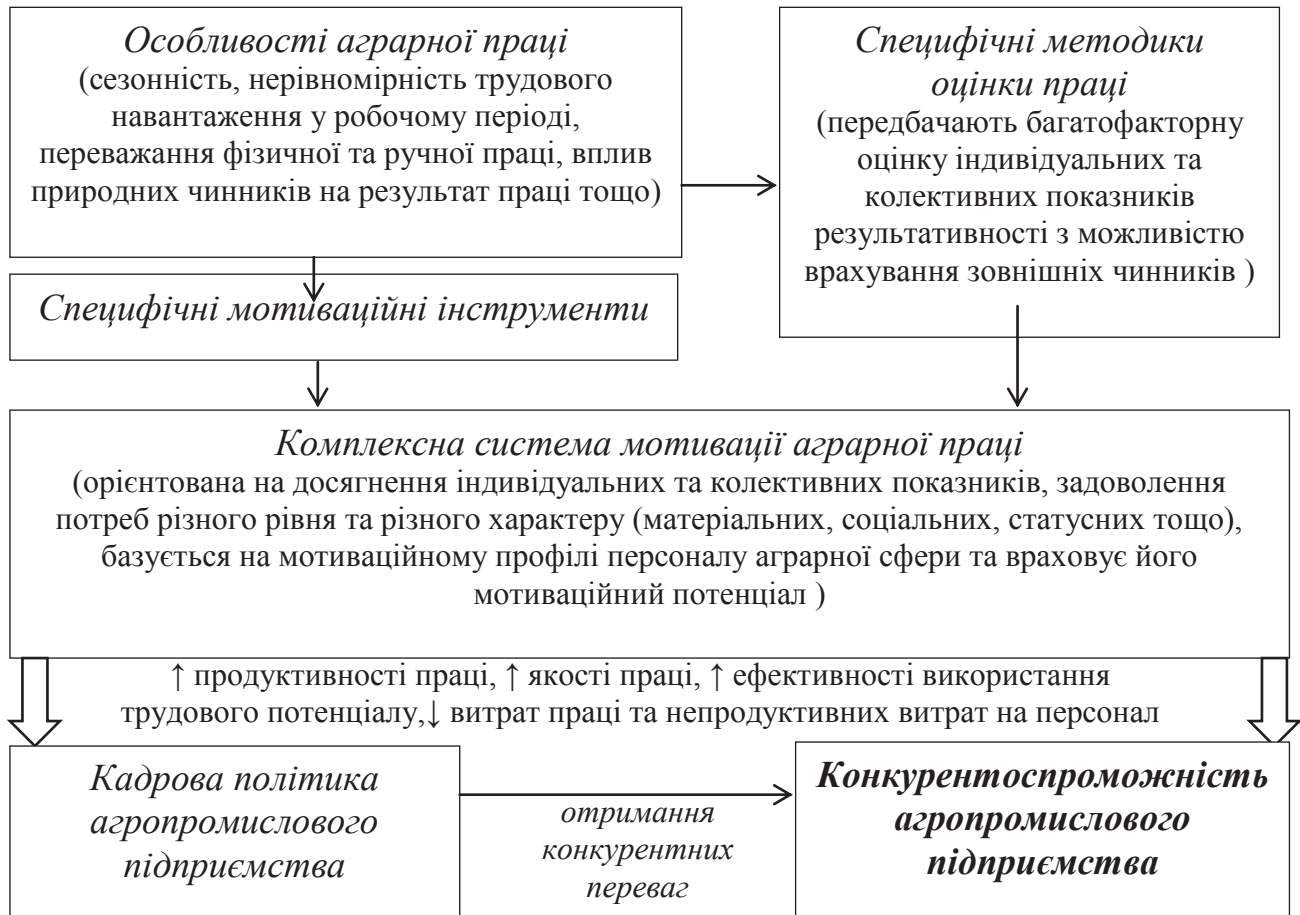 Особливості аграрної праці
(сезонність, нерівномірність трудового
навантаження у робочому періоді,
переважання фізичної та ручної праці, вплив
природних чинників на результат праці тощо)
Специфічні методики
оцінки праці
(передбачають багатофакторну
оцінку індивідуальних та
колективних показників
результативності з можливістю
врахування зовнішніх чинників )
Специфічні мотиваційні інструменти
Комплексна система мотивації аграрної праці
(орієнтована на досягнення індивідуальних та колективних показників, задоволення
потреб різного рівня та різного характеру (матеріальних, соціальних, статусних тощо),
базується на мотиваційному профілі персоналу аграрної сфери та враховує його
мотиваційний потенціал )
↑ продуктивності праці, ↑ якості праці, ↑ ефективності використання
трудового потенціалу,↓ витрат праці та непродуктивних витрат на персонал
Кадрова політика
агропромислового
підприємства
отримання
конкурентних
переваг
Конкурентоспроможність
агропромислового
підприємства